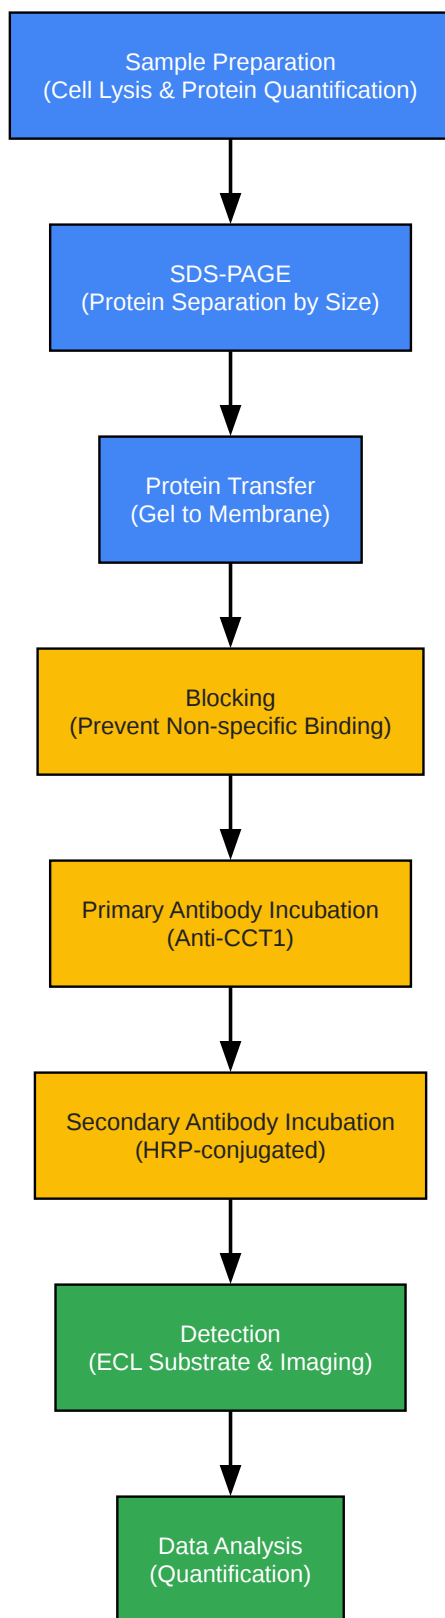 Sample Preparation
(Cell Lysis & Protein Quantification)
SDS-PAGE
(Protein Separation by Size)
Protein Transfer
(Gel to Membrane)
Blocking
(Prevent Non-specific Binding)
Primary Antibody Incubation
(Anti-CCT1)
Secondary Antibody Incubation
(HRP-conjugated)
Detection
(ECL Substrate & Imaging)
Data Analysis
(Quantification)